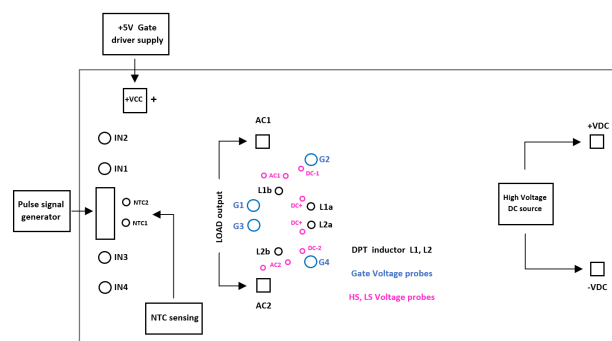 +5V Gate
driver supply
+VCC +
AC1
+VDC
IN2
G2
AC1
DC-1
IN1
L1b
NTC2
G1
DC+
L1a
Pulse signal
generator
LOAD output
High Voltage
DC source
NTC1
G3
DC+
L2a
L2b
DC-2
DPT inductor L1, L2
IN3
AC2
G4
Gate Voltage probes
IN4
-VDC
HS, LS Voltage probes
AC2
NTC sensing